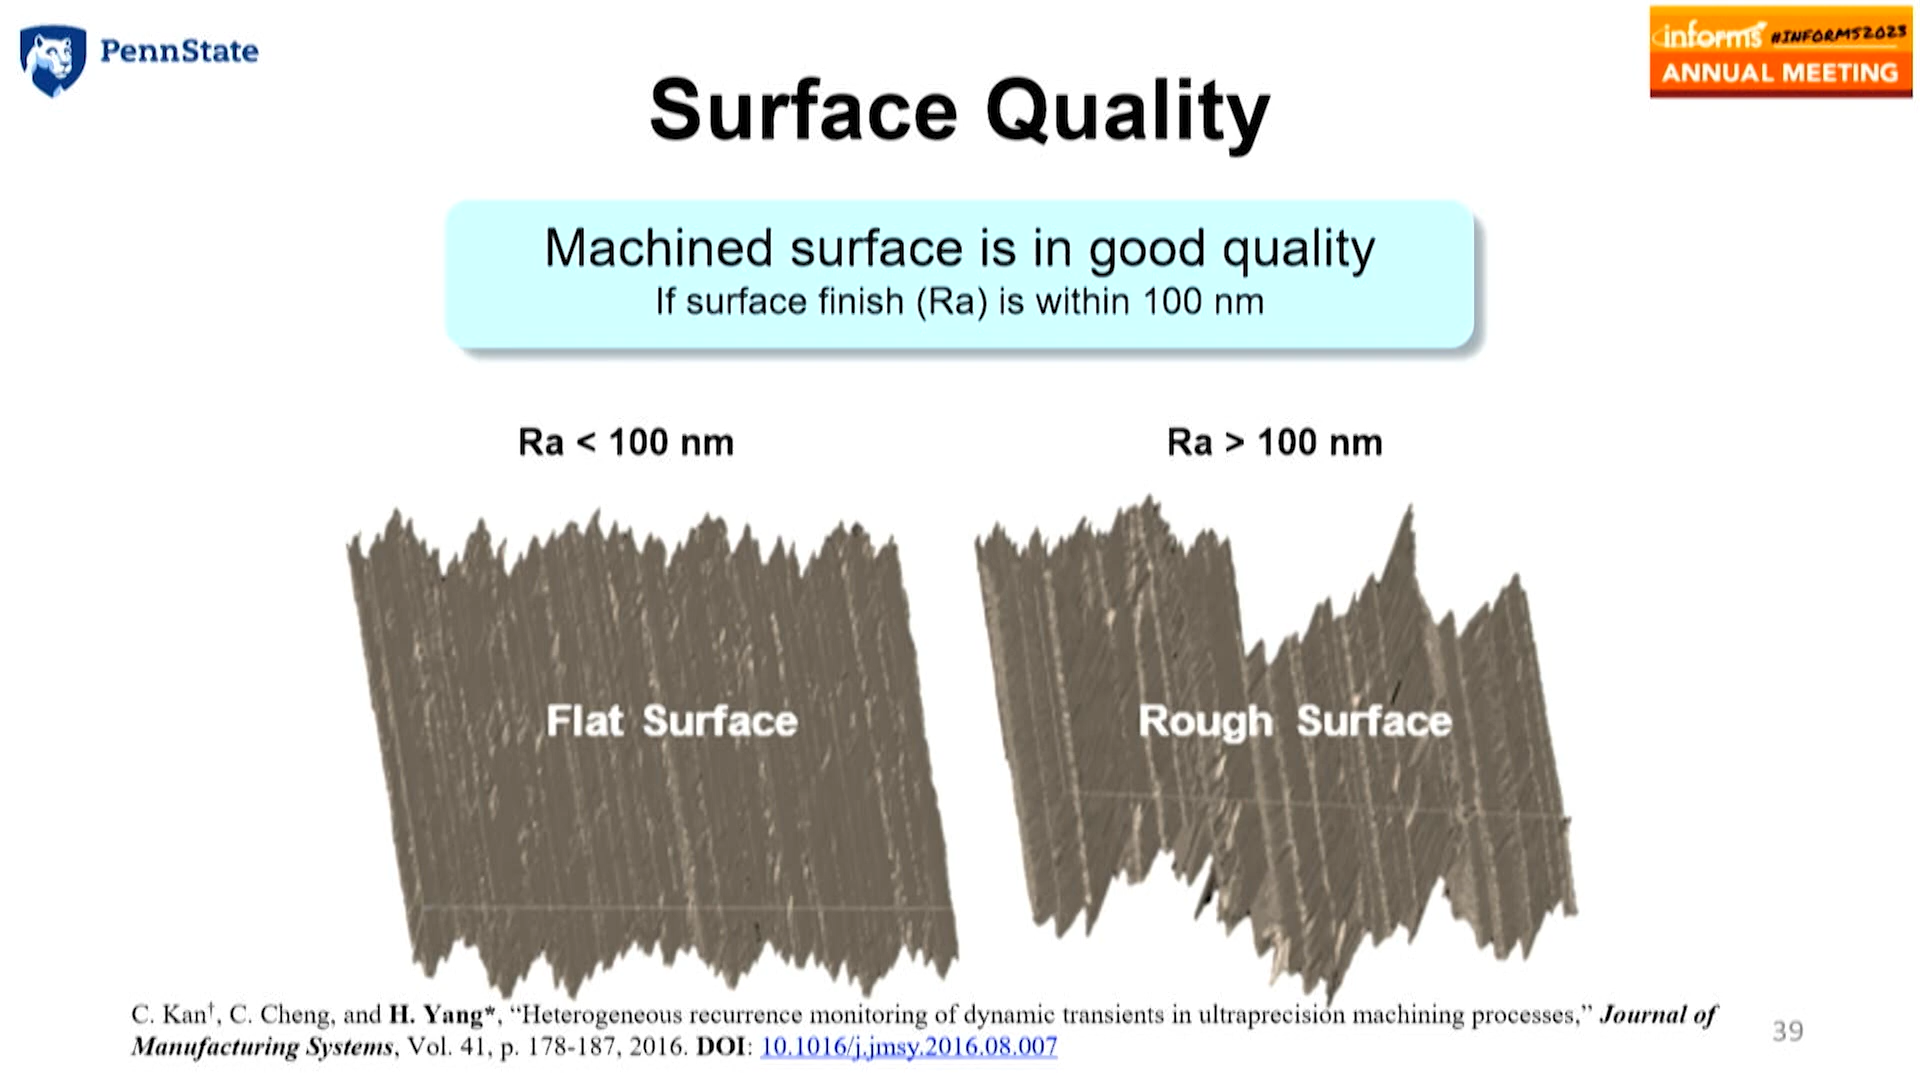 PennState
informs #INFORMS2023
ANNUAL MEETING
Surface Quality
Machined surface is in good quality
If surface finish (Ra) is within 100 nm
Ra < 100 nm
Ra > 100 nm
Flat Surface
Rough Surface
C. Kan†, C. Cheng, and H. Yang*, “Heterogeneous recurrence monitoring of dynamic transients in ultraprecision machining processes,” Journal of
Manufacturing Systems, Vol. 41, p. 178-187, 2016. DOI: 10.1016/j.jmsy.2016.08.007
39